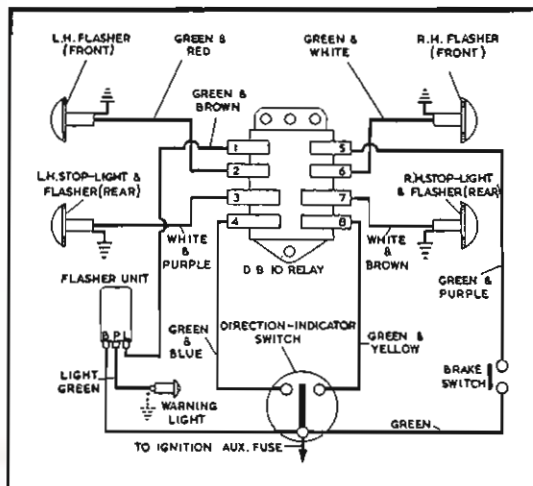 L.H. FLASHER
(FRONT)
GREEN &
RED
GREEN &
WHITE
R.H. FLASHER
(FRONT)
GREEN &
BROWN
1
5
2
6
L.H. STOP-LIGHT &
FLASHER (REAR)
R.H. STOP-LIGHT
& FLASHER (REAR)
3
7
4
8
WHITE
&
PURPLE
WHITE
&
BROWN
D B 10 RELAY
FLASHER UNIT
GREEN
&
PURPLE
B P L
DIRECTION-INDICATOR
SWITCH
GREEN
&
BLUE
GREEN &
YELLOW
LIGHT
GREEN
BRAKE
SWITCH
WARNING
LIGHT
GREEN
TO IGNITION AUX. FUSE